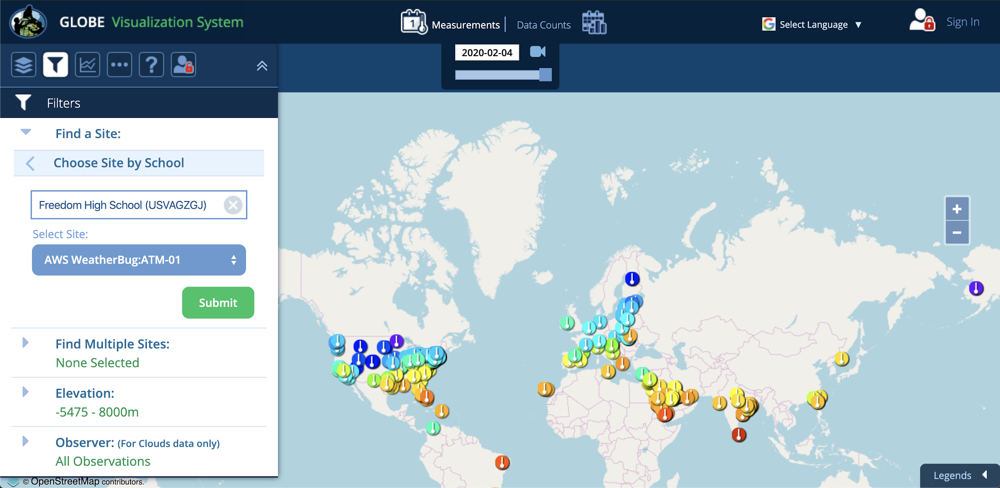 GLOBE Visualization System
1
Measurements
Data Counts
Select Language ▼
Sign In
2020-02-04
?
Filters
Find a Site:
Choose Site by School
Freedom High School (USVAGZGJ)
Select Site:
AWS WeatherBug:ATM-01
Submit
Find Multiple Sites:
None Selected
Elevation:
-5475 - 8000m
Observer: (For Clouds data only)
All Observations
© OpenStreetMap contributors.
+
−
Legends